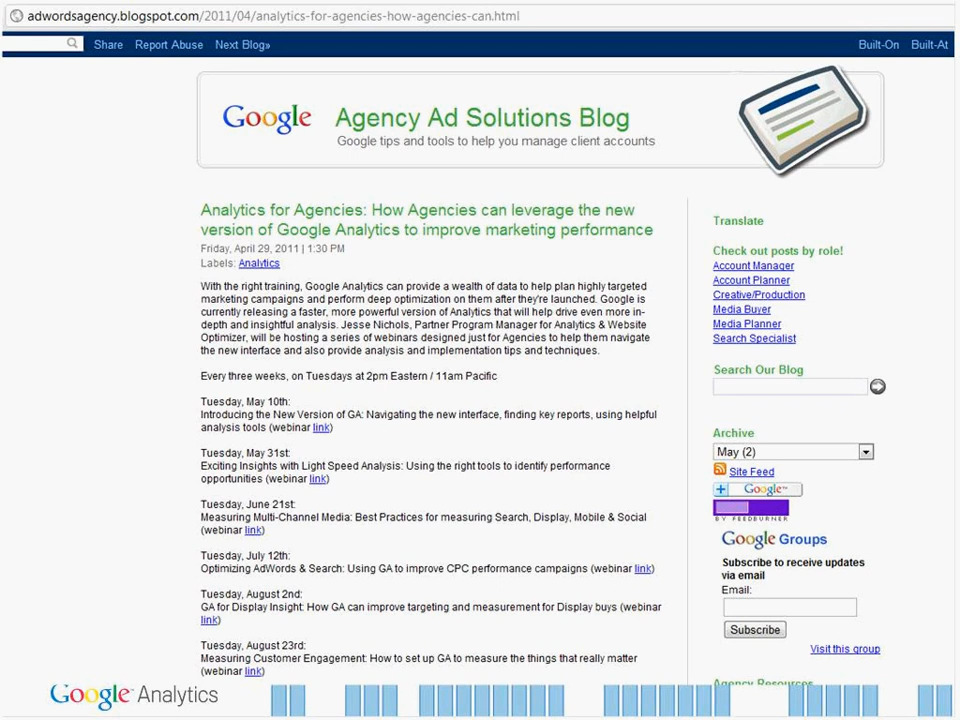 adwordsagency.blogspot.com/2011/04/analytics-for-agencies-how-agencies-can.html
Share Report Abuse Next Blog»
Built-On Built-At
Google Agency Ad Solutions Blog
Google tips and tools to help you manage client accounts
Analytics for Agencies: How Agencies can leverage the new
version of Google Analytics to improve marketing performance
Friday, April 29, 2011 | 1:30 PM
Labels: Analytics
With the right training, Google Analytics can provide a wealth of data to help plan highly targeted
marketing campaigns and perform deep optimization on them after they're launched. Google is
currently releasing a faster, more powerful version of Analytics that will help drive even more in-
depth and insightful analysis. Jesse Nichols, Partner Program Manager for Analytics & Website
Optimizer, will be hosting a series of webinars designed just for Agencies to help them navigate
the new interface and also provide analysis and implementation tips and techniques.
Every three weeks, on Tuesdays at 2pm Eastern / 11am Pacific
Tuesday, May 10th:
Introducing the New Version of GA: Navigating the new interface, finding key reports, using helpful
analysis tools (webinar link)
Tuesday, May 31st:
Exciting Insights with Light Speed Analysis: Using the right tools to identify performance
opportunities (webinar link)
Tuesday, June 21st:
Measuring Multi-Channel Media: Best Practices for measuring Search, Display, Mobile & Social
(webinar link)
Tuesday, July 12th:
Optimizing AdWords & Search: Using GA to improve CPC performance campaigns (webinar link)
Tuesday, August 2nd:
GA for Display Insight: How GA can improve targeting and measurement for Display buys (webinar
link)
Tuesday, August 23rd:
Measuring Customer Engagement: How to set up GA to measure the things that really matter
(webinar link)
Translate
Check out posts by role!
Account Manager
Account Planner
Creative/Production
Media Buyer
Media Planner
Search Specialist
Search Our Blog
Archive
May (2)
Site Feed
+ Google™
BY FEEDBURNER
Google Groups
Subscribe to receive updates
via email
Email:
Subscribe
Visit this group
Agency Resources
Google Analytics